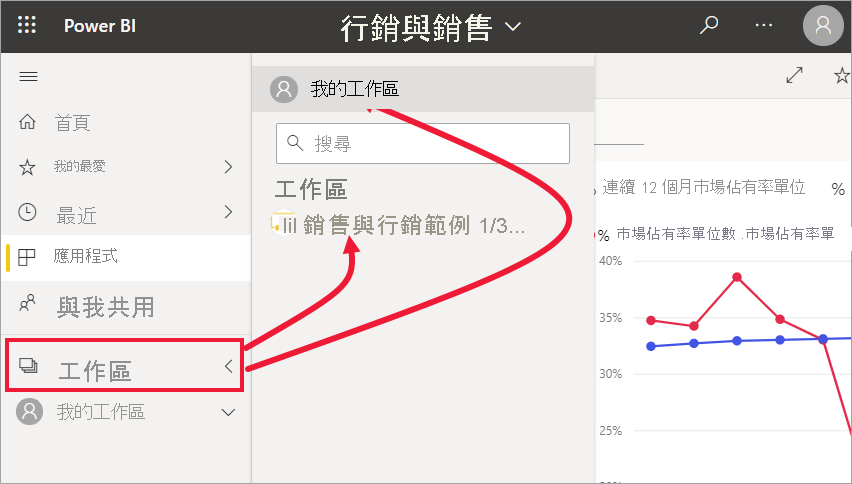 Power BI
行銷與銷售
首頁
我的最愛
最近
應用程式
與我共用
工作區
我的工作區
我的工作區
搜尋
工作區
銷售與行銷範例 1/3...
連續 12 個月市場佔有率單位 %
% 市場佔有率單位數 .市場佔有率單
40%
35%
30%
25%